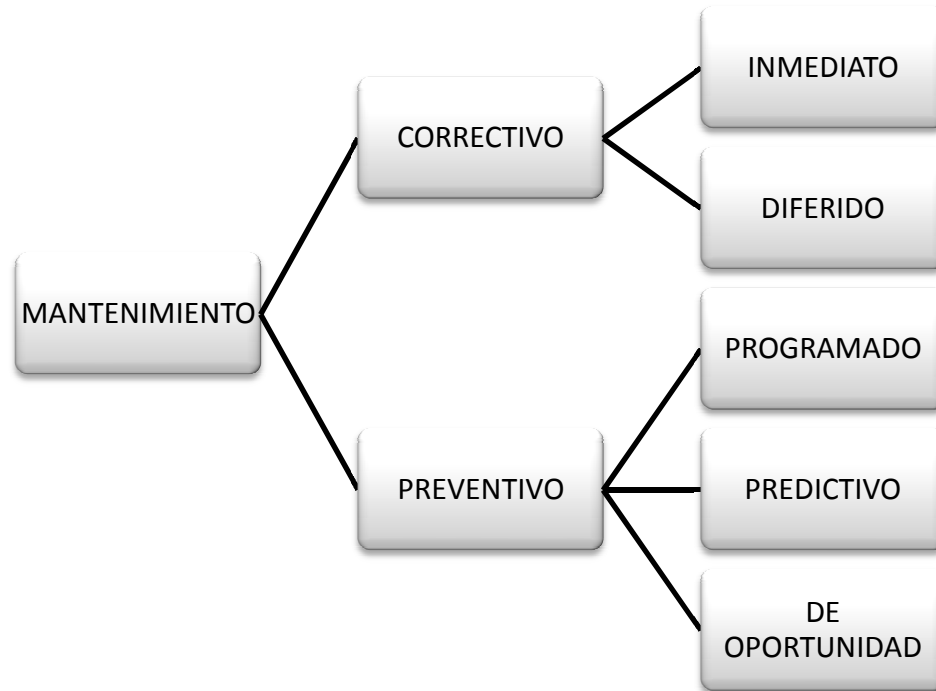 MANTENIMIENTO
CORRECTIVO
INMEDIATO
DIFERIDO
PREVENTIVO
PROGRAMADO
PREDICTIVO
DE
OPORTUNIDAD